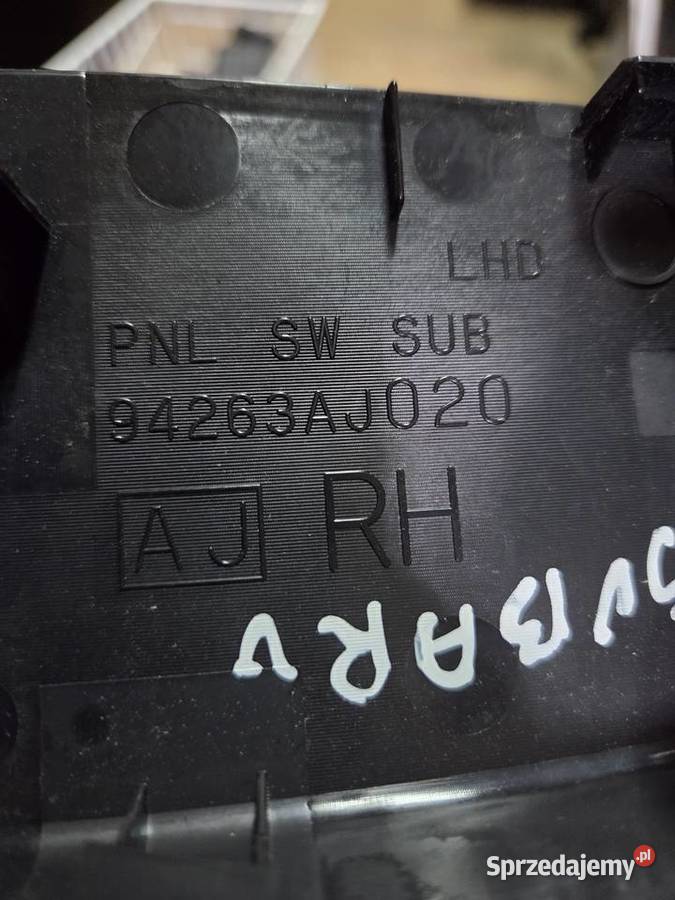 LHD
PNL SW SUB
94263AJ020
AJ RH
SUBARU
Sprzedajemy.pl